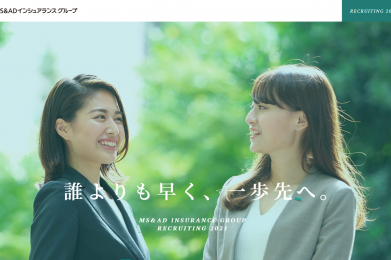 MS&ADインシュアランス グループ
RECRUITING 20
誰よりも早く、一歩先へ。
MS&AD INSURANCE GROUP
RECRUITING 2021